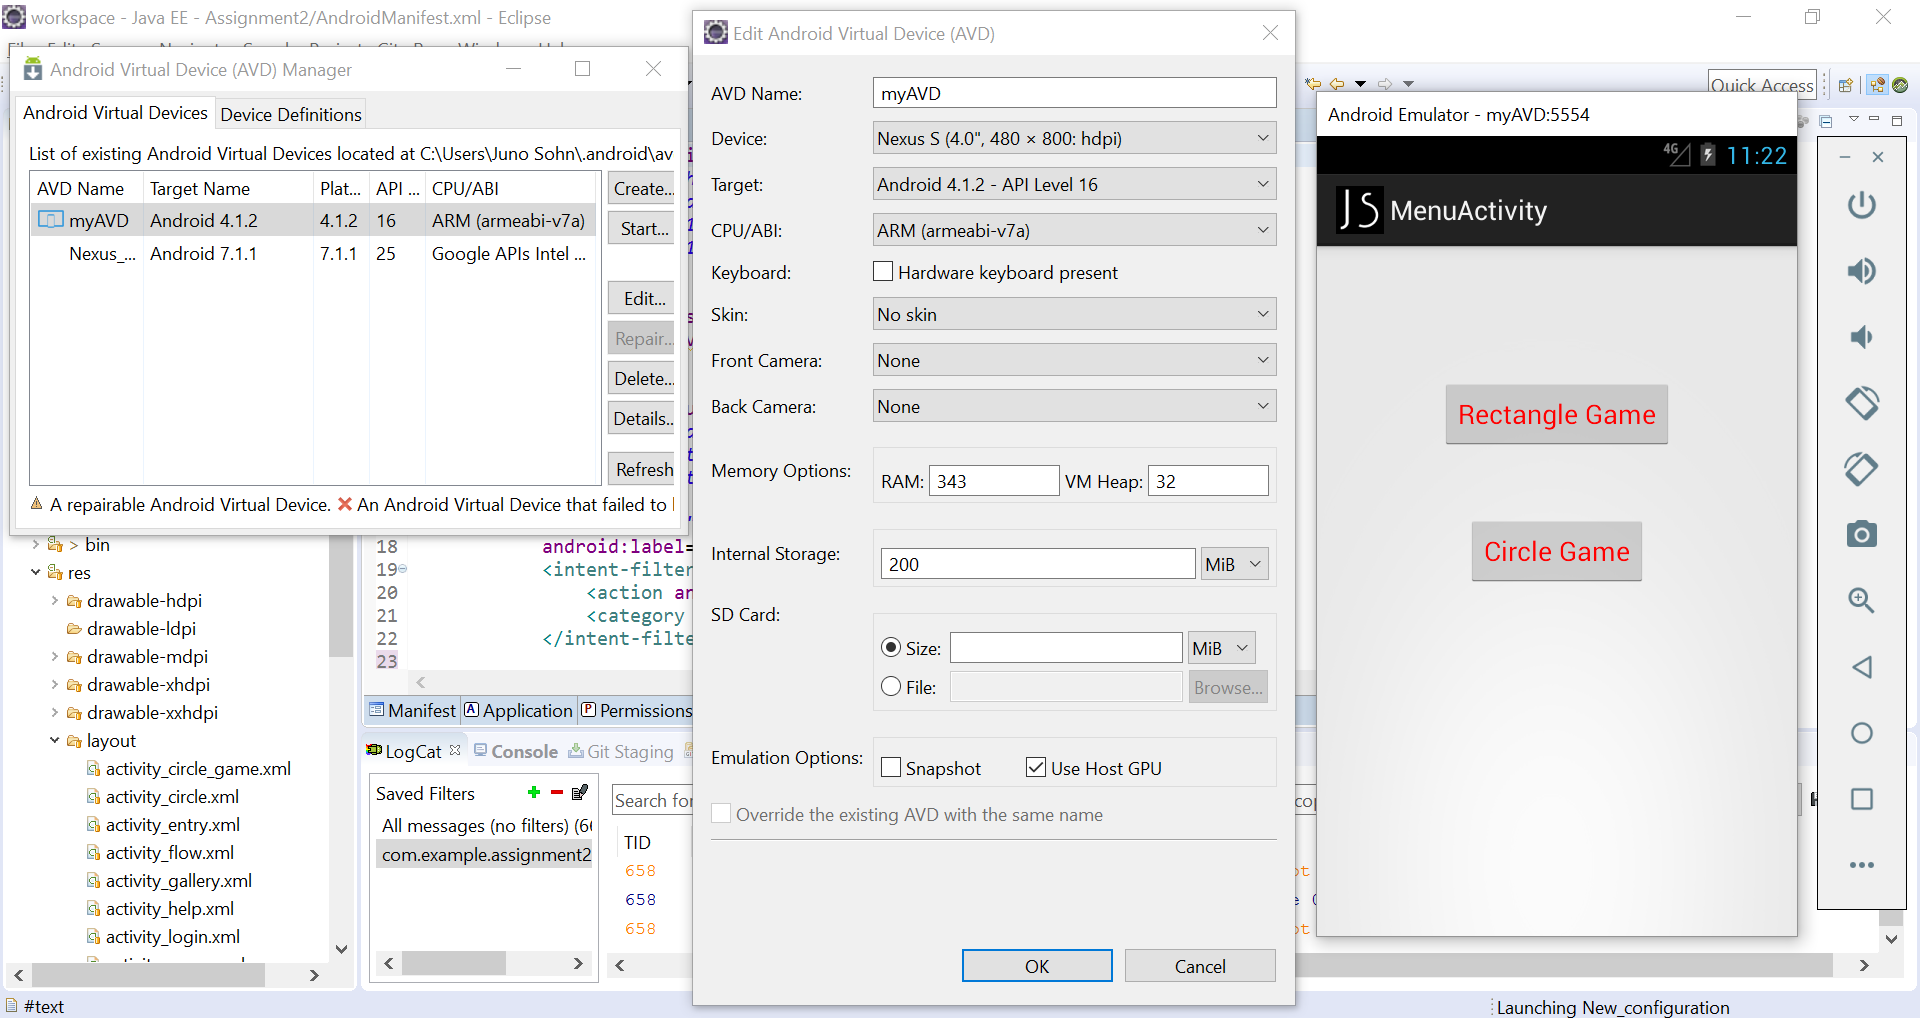 workspace - Java EE - Assignment2/AndroidManifest.xml - Eclipse
Android Virtual Device (AVD) Manager
Android Virtual Devices
Device Definitions
List of existing Android Virtual Devices located at C:\Users\Juno Sohn\.android\av
AVD Name Target Name Plat... API ... CPU/ABI
myAVD Android 4.1.2 4.1.2 16 ARM (armeabi-v7a)
Nexus_... Android 7.1.1 7.1.1 25 Google APIs Intel ...
Create...
Start...
Edit...
Repair...
Delete...
Details...
Refresh
A repairable Android Virtual Device. An Android Virtual Device that failed to
> bin
res
drawable-hdpi
drawable-ldpi
drawable-mdpi
drawable-xhdpi
drawable-xxhdpi
layout
activity_circle_game.xml
activity_circle.xml
activity_entry.xml
activity_flow.xml
activity_gallery.xml
activity_help.xml
activity_login.xml
#text
18 android:label=
19 <intent-filter
20 <action an
21 <category
22 </intent-filte
23
Manifest
Application
Permissions
LogCat
Console
Git Staging
Saved Filters
All messages (no filters) (6
com.example.assignment2
Search for
TID
658
658
658
Edit Android Virtual Device (AVD)
AVD Name: myAVD
Device: Nexus S (4.0", 480 × 800: hdpi)
Target: Android 4.1.2 - API Level 16
CPU/ABI: ARM (armeabi-v7a)
Keyboard: Hardware keyboard present
Skin: No skin
Front Camera: None
Back Camera: None
Memory Options: RAM: 343 VM Heap: 32
Internal Storage: 200 MiB
SD Card:
Size: MiB
File: Browse...
Emulation Options: Snapshot Use Host GPU
Override the existing AVD with the same name
OK
Cancel
Quick Access
Android Emulator - myAVD:5554
4G 11:22
JS MenuActivity
Rectangle Game
Circle Game
Launching New_configuration